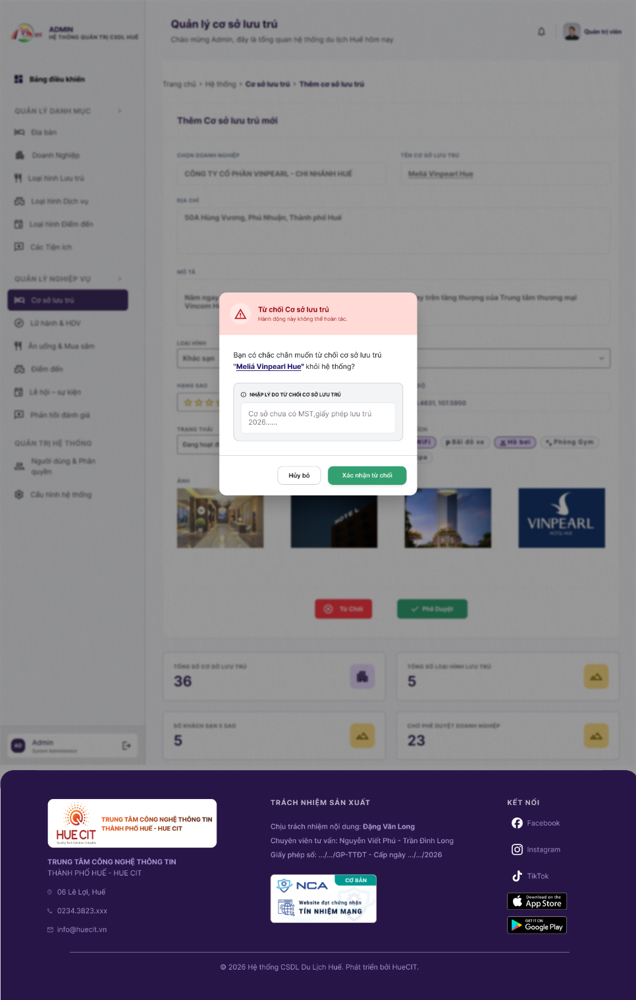 ADMIN
HỆ THỐNG QUẢN TRỊ CSDL HUẾ
Quản lý cơ sở lưu trú
Chào mừng Admin, đây là tổng quan hệ thống du lịch Huế hôm nay
Quản trị viên
Bảng điều khiển
QUẢN LÝ DANH MỤC
Địa bàn
Doanh Nghiệp
Loại hình Lưu trú
Loại hình Dịch vụ
Loại hình Điểm đến
Các Tiện ích
QUẢN LÝ NGHIỆP VỤ
Cơ sở lưu trú
Lữ hành & HDV
Ăn uống & Mua sắm
Điểm đến
Lễ hội – sự kiện
Phản hồi đánh giá
QUẢN TRỊ HỆ THỐNG
Người dùng & Phân
quyền
Cấu hình hệ thống
Admin
System Administrator
AD
Trang chủ > Hệ thống > Cơ sở lưu trú > Thêm cơ sở lưu trú
Thêm Cơ sở lưu trú mới
CHỌN DOANH NGHIỆP
TÊN CƠ SỞ LƯU TRÚ
CÔNG TY CỔ PHẦN VINPEARL - CHI NHÁNH HUẾ
Meliá Vinpearl Hue
ĐỊA CHỈ
50A Hùng Vương, Phú Nhuận, Thành phố Huế
MÔ TẢ
Nằm ngay
y trên tầng thượng của Trung tâm thương mại
Vincom H
LOẠI HÌNH
Khách sạn
HẠNG SAO
ĐỘ
.4631, 107.5950
TRẠNG THÁI
ÍCH
Đang hoạt đ
WiFi
Bãi đỗ xe
Hồ bơi
Phòng Gym
pa
ẢNH
HOTEL
VINPEARL
HOTEL HUE
Từ chối Cơ sở lưu trú
Hành động này không thể hoàn tác.
Bạn có chắc chắn muốn từ chối cơ sở lưu trú
"Meliá Vinpearl Hue" khỏi hệ thống?
NHẬP LÝ DO TỪ CHỐI CƠ SỞ LƯU TRÚ
Cơ sở chưa có MST,giấy phép lưu trú
2026......
Hủy bỏ
Xác nhận từ chối
Từ Chối
Phê Duyệt
TỔNG SỐ CƠ SỞ LƯU TRÚ
36
TỔNG SỐ LOẠI HÌNH LƯU TRÚ
5
SỐ KHÁCH SẠN 5 SAO
5
CHỜ PHÊ DUYỆT DOANH NGHIỆP
23
HUE CIT
Quality Tech Solution Complex
TRUNG TÂM CÔNG NGHỆ THÔNG TIN
THÀNH PHỐ HUẾ - HUE CIT
TRUNG TÂM CÔNG NGHỆ THÔNG TIN
THÀNH PHỐ HUẾ - HUE CIT
06 Lê Lợi, Huế
0234.3823.xxx
info@huecit.vn
TRÁCH NHIỆM SẢN XUẤT
Chịu trách nhiệm nội dung: Đặng Văn Long
Chuyên viên tư vấn: Nguyễn Viết Phú - Trần Đình Long
Giấy phép số: .../.../GP-TTĐT - Cấp ngày .../.../2026
NCA
CƠ BẢN
Website đạt chứng nhận
TÍN NHIỆM MẠNG
KẾT NỐI
Facebook
Instagram
TikTok
Download on the
App Store
GET IT ON
Google Play
© 2026 Hệ thống CSDL Du Lịch Huế. Phát triển bởi HueCIT.